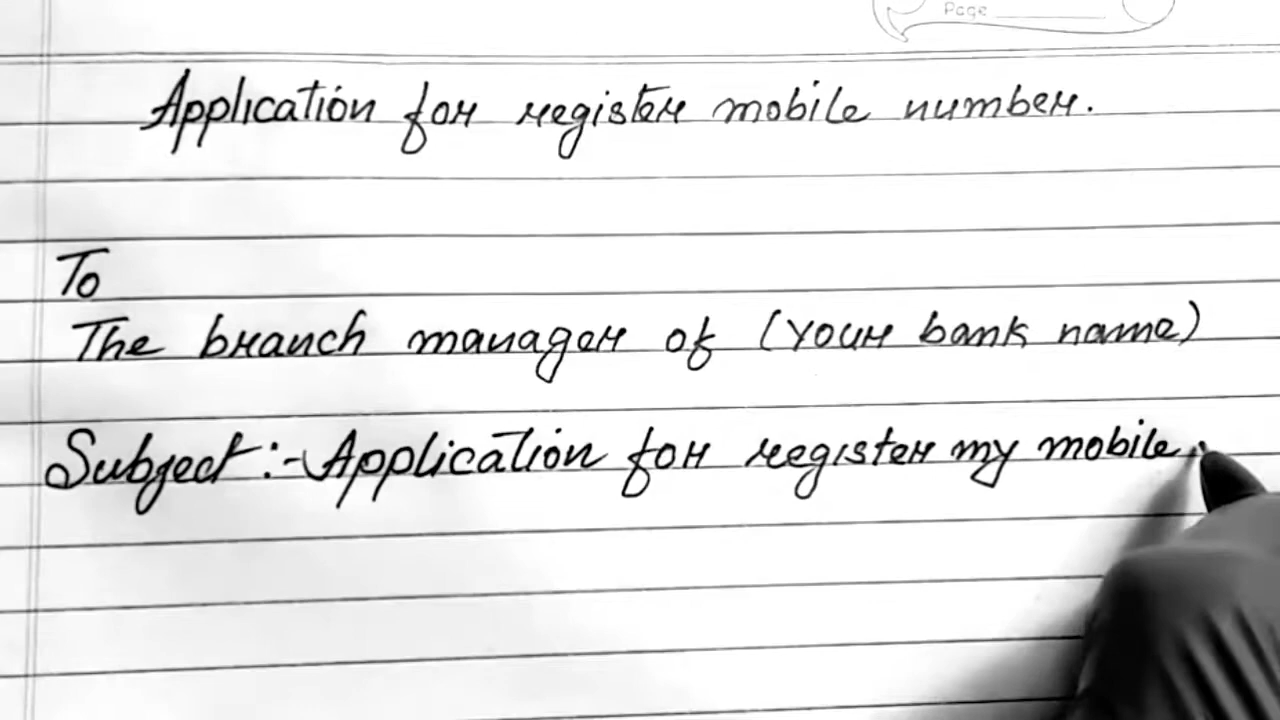 Page
Application for register mobile number.
To
The branch manager of (Your bank name)
Subject:- Application for register my mobile